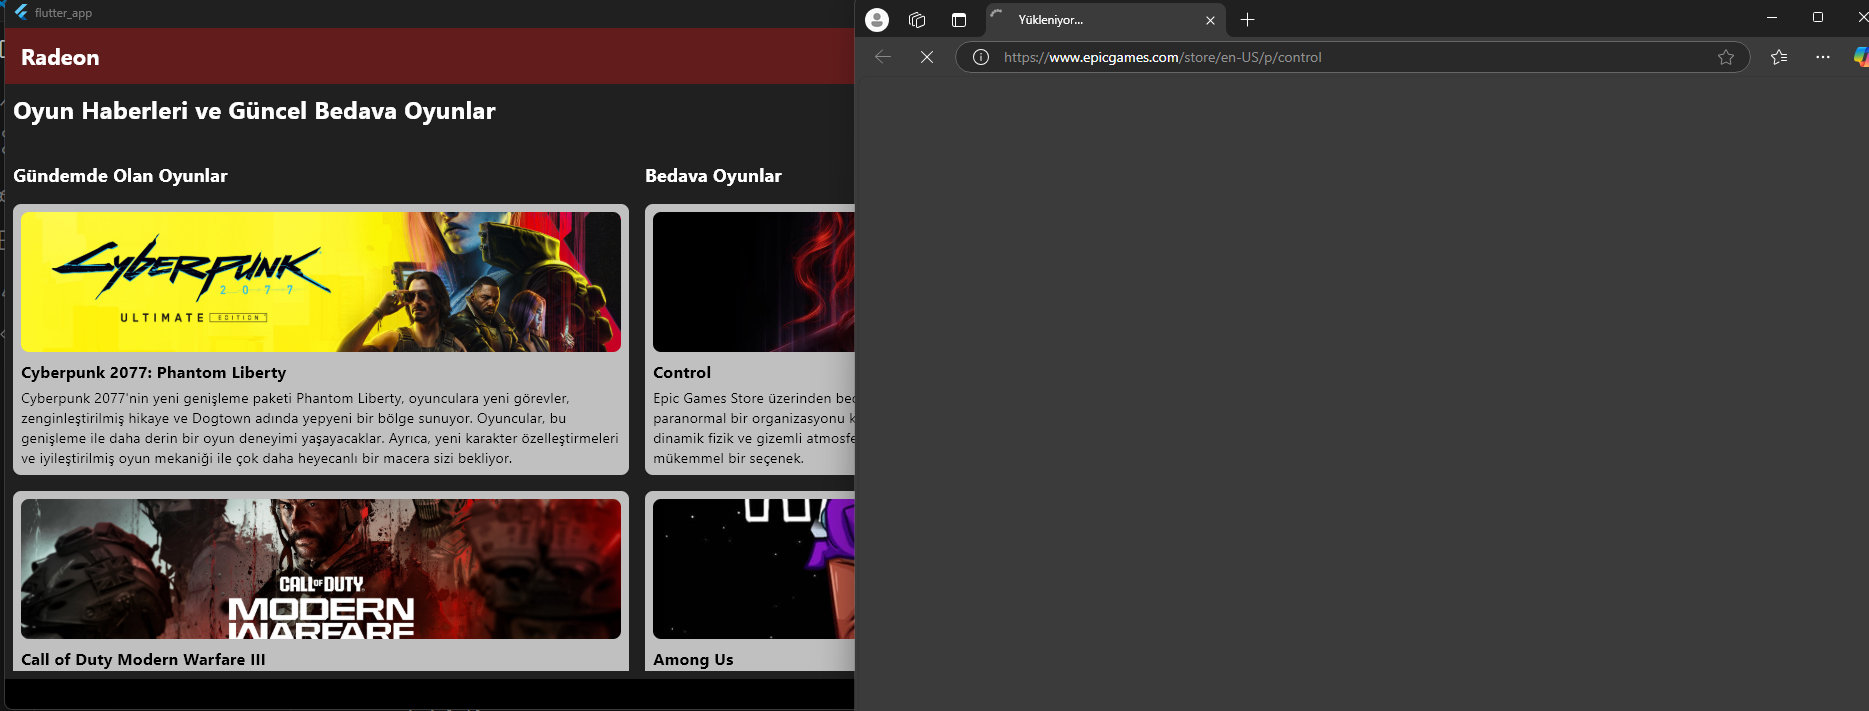 flutter_app
Radeon
Oyun Haberleri ve Güncel Bedava Oyunlar
Gündemde Olan Oyunlar
CYBERPUNK
2077
ULTIMATE EDITION
Cyberpunk 2077: Phantom Liberty
Cyberpunk 2077'nin yeni genişleme paketi Phantom Liberty, oyunculara yeni görevler,
zenginleştirilmiş hikaye ve Dogtown adında yepyeni bir bölge sunuyor. Oyuncular, bu
genişleme ile daha derin bir oyun deneyimi yaşayacaklar. Ayrıca, yeni karakter özelleştirmeleri
ve iyileştirilmiş oyun mekaniği ile çok daha heyecanlı bir macera sizi bekliyor.
CALL OF DUTY
MODERN
WARFARE
Call of Duty Modern Warfare III
Bedava Oyunlar
Control
Epic Games Store üzerinden
paranormal bir organizasyonu
dinamik fizik ve gizemli
mükemmel bir seçenek.
Among Us
Yükleniyor...
https://www.epicgames.com/store/en-US/p/control